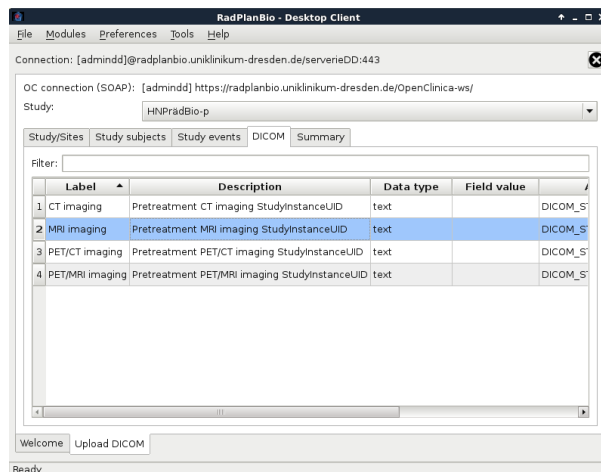 RadPlanBio - Desktop Client
File Modules Preferences Tools Help
Connection: [admindd]@radplanbio.uniklinikum-dresden.de/serverieDD:443
OC connection (SOAP): [admindd] https://radplanbio.uniklinikum-dresden.de/OpenClinica-ws/
Study: HNPrädBio-p
Study/Sites Study subjects Study events DICOM Summary
Filter:
Label Description Data type Field value
1 CT imaging Pretreatment CT imaging StudyInstanceUID text DICOM_S
2 MRI imaging Pretreatment MRI imaging StudyInstanceUID text DICOM_S
3 PET/CT imaging Pretreatment PET/CT imaging StudyInstanceUID text DICOM_S
4 PET/MRI imaging Pretreatment PET/MRI imaging StudyInstanceUID text DICOM_S
Welcome Upload DICOM
Ready